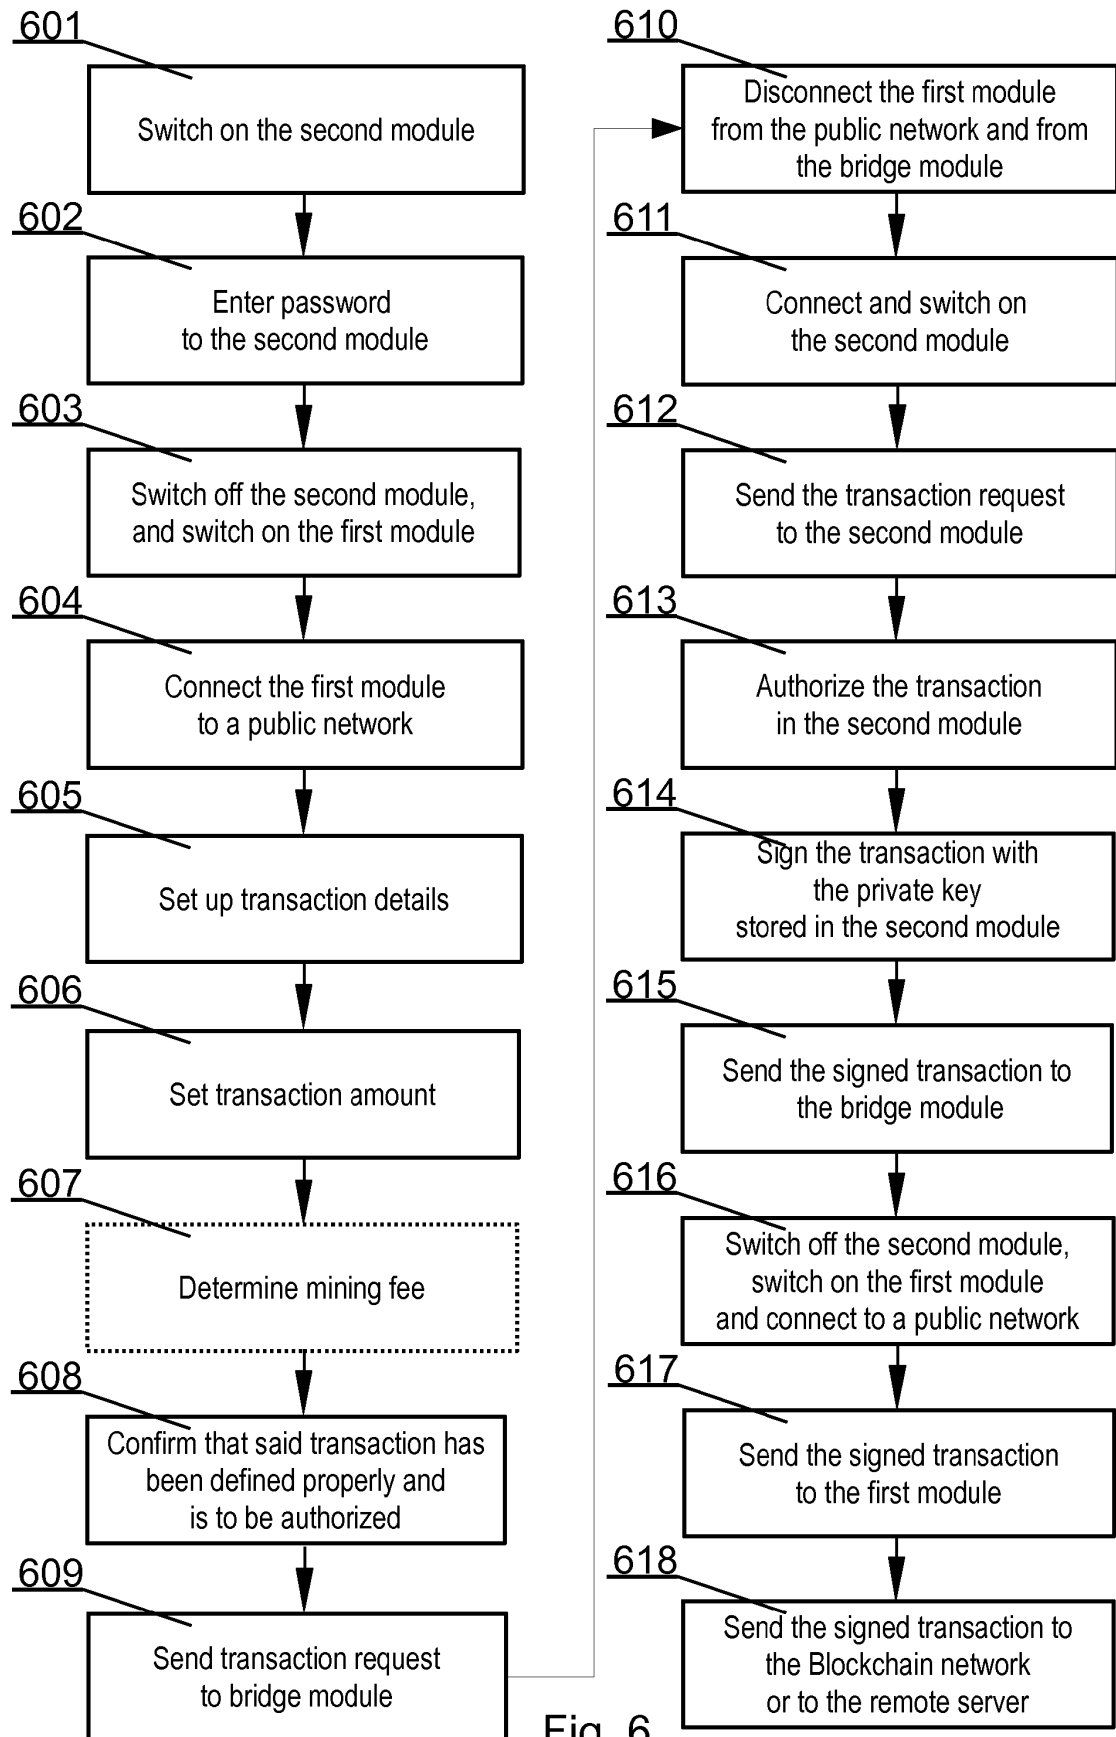 601
Switch on the second module
602
Enter password
to the second module
603
Switch off the second module,
and switch on the first module
604
Connect the first module
to a public network
605
Set up transaction details
606
Set transaction amount
607
Determine mining fee
608
Confirm that said transaction has
been defined properly and
is to be authorized
609
Send transaction request
to bridge module
610
Disconnect the first module
from the public network and from
the bridge module
611
Connect and switch on
the second module
612
Send the transaction request
to the second module
613
Authorize the transaction
in the second module
614
Sign the transaction with
the private key
stored in the second module
615
Send the signed transaction to
the bridge module
616
Switch off the second module,
switch on the first module
and connect to a public network
617
Send the signed transaction
to the first module
618
Send the signed transaction to
the Blockchain network
or to the remote server
Fig. 6